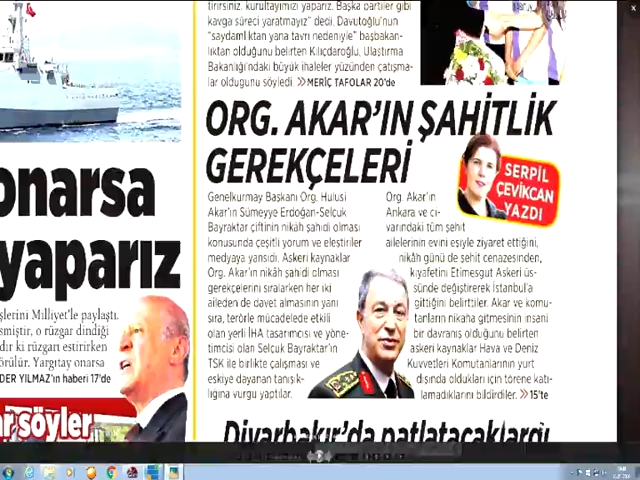 tirirsiniz, kurultayımızı yaparız. Başka partiler gibi
kavga süreci yaratmayız" dedi. Davutoğlu'nun
"saydamlıktan yana tavrı nedeniyle" başbakan-
lıktan olduğunu belirten Kılıçdaroğlu, Ulaştırma
Bakanlığı'ndaki büyük ihaleler yüzünden çatışma-
lar olduğunu söyledi. >> MERİÇ TAFOLAR 20'de
ORG. AKAR'IN ŞAHİTLİK
GEREKÇELERİ
SERPİL
ÇEVİKCAN
YAZDI
Genelkurmay Başkanı Org. Hulusi
Akar'ın Sümeyye Erdoğan-Selçuk
Bayraktar çiftinin nikâh şahidi olması
konusunda çeşitli yorum ve eleştiriler
medyaya yansıdı. Askeri kaynaklar
Org. Akar'ın nikâh şahidi olması
gerekçelerini sıralarken her iki
aileden de davet almasının yanı
sıra, terörle mücadelede etkili
olan yerli İHA tasarımcısı ve yöne-
timcisi olan Selçuk Bayraktar'ın
TSK ile birlikte çalışması ve
eskiye dayanan tanışık-
lığına vurgu yaptılar.
Org. Akar'ın
Ankara ve ci-
varındaki tüm şehit
ailelerinin evini eşiyle ziyaret ettiğini,
nikâh günü de şehit cenazesinden,
kıyafetini Etimesgut Askeri üs-
sünde değiştirerek İstanbul'a
gittiğini belirttiler. Akar ve komu-
tanların nikaha gitmesinin insani
bir davranış olduğunu belirten
askeri kaynaklar Hava ve Deniz
Kuvvetleri Komutanlarının yurt
dışında oldukları için törene katı-
lamadıklarını bildirdiler. >> 15'te
onarsa
yaparız
şlerini Milliyet'le paylaştı.
smiştir, o rüzgar dindiği
dir ki rüzgarı estirirken
örülür. Yargıtay onarsa
DER YILMAZ'ın haberi 17'de
ar söyler
Diyarbakır'da patlatacaklardı